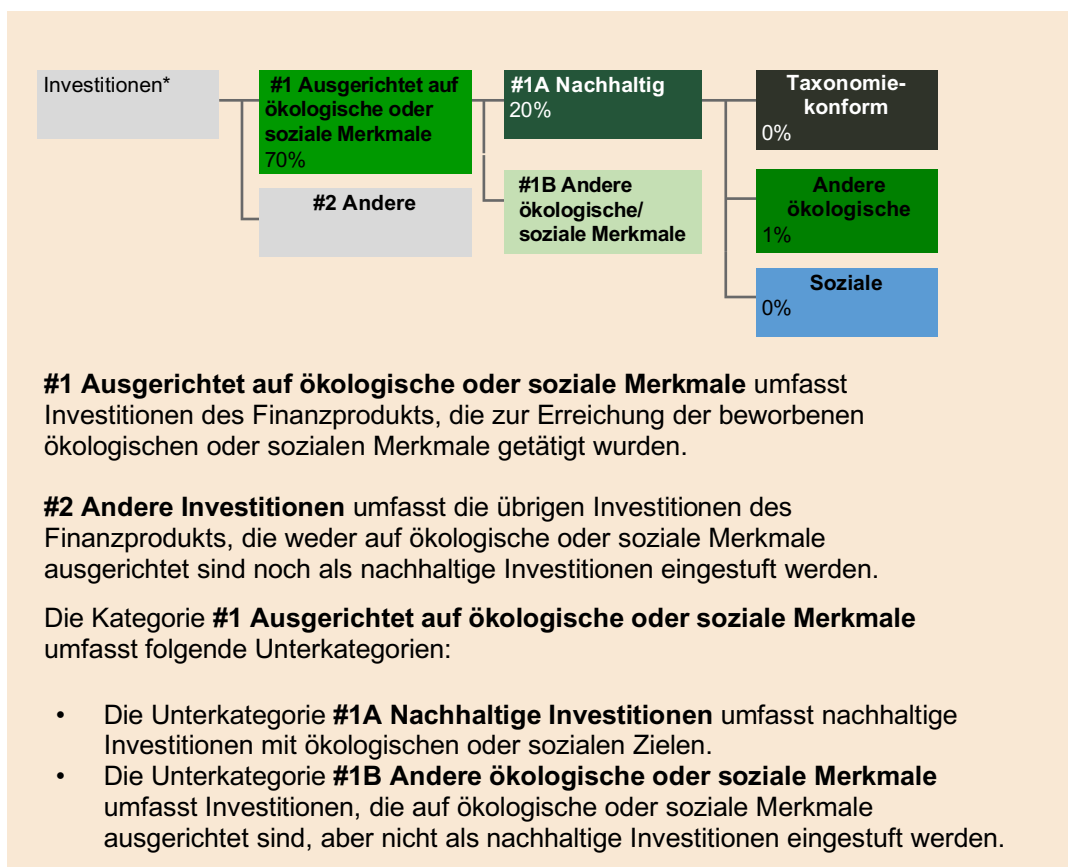 Investitionen*
#1 Ausgerichtet auf
ökologische oder
soziale Merkmale
70%
#2 Andere
#1A Nachhaltig
20%
#1B Andere
ökologische/
soziale Merkmale
Taxonomie-
konform
0%
Andere
ökologische
1%
Soziale
0%
#1 Ausgerichtet auf ökologische oder soziale Merkmale umfasst
Investitionen des Finanzprodukts, die zur Erreichung der beworbenen
ökologischen oder sozialen Merkmale getätigt wurden.
#2 Andere Investitionen umfasst die übrigen Investitionen des
Finanzprodukts, die weder auf ökologische oder soziale Merkmale
ausgerichtet sind noch als nachhaltige Investitionen eingestuft werden.
Die Kategorie #1 Ausgerichtet auf ökologische oder soziale Merkmale
umfasst folgende Unterkategorien:
• Die Unterkategorie #1A Nachhaltige Investitionen umfasst nachhaltige
Investitionen mit ökologischen oder sozialen Zielen.
• Die Unterkategorie #1B Andere ökologische oder soziale Merkmale
umfasst Investitionen, die auf ökologische oder soziale Merkmale
ausgerichtet sind, aber nicht als nachhaltige Investitionen eingestuft werden.